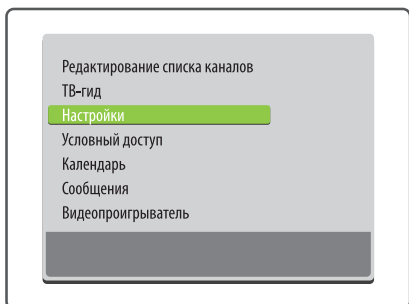 Редактирование списка каналов
ТВ-гид
Настройки
Условный доступ
Календарь
Сообщения
Видеопроигрыватель